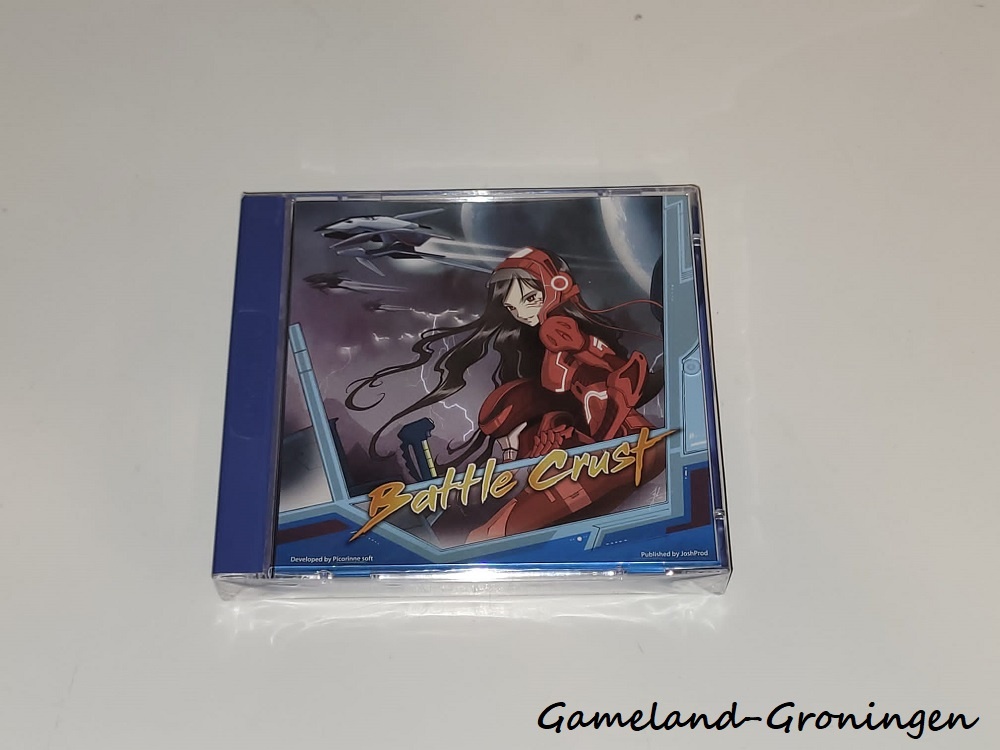 Battle Crust
Developed by Picorinne soft
Published by JoshProd
Gameland-Groningen